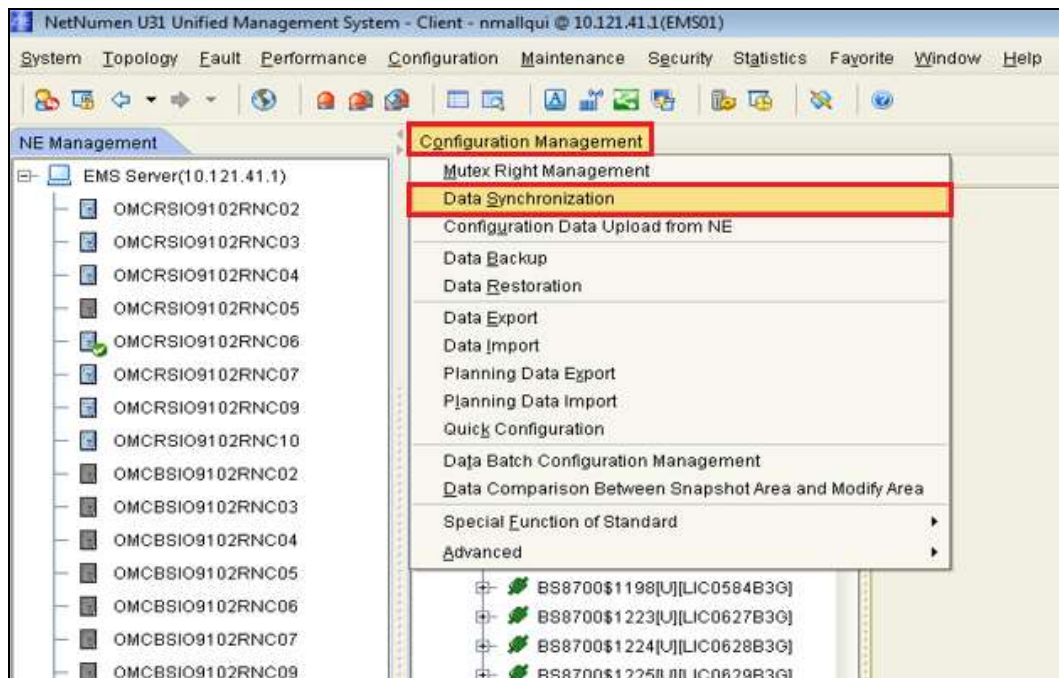 NetNumen U31 Unified Management System - Client - nmallqui @ 10.121.41.1(EMS01)
System Topology Fault Performance Configuration Maintenance Security Statistics Favorite Window Help
NE Management
Configuration Management
EMS Server(10.121.41.1)
OMCRSIO9102RNC02
OMCRSIO9102RNC03
OMCRSIO9102RNC04
OMCRSIO9102RNC05
OMCRSIO9102RNC06
OMCRSIO9102RNC07
OMCRSIO9102RNC09
OMCRSIO9102RNC10
OMCBSIO9102RNC02
OMCBSIO9102RNC03
OMCBSIO9102RNC04
OMCBSIO9102RNC05
OMCBSIO9102RNC06
OMCBSIO9102RNC07
OMCBSIO9102RNC09
Mutex Right Management
Data Synchronization
Configuration Data Upload from NE
Data Backup
Data Restoration
Data Export
Data Import
Planning Data Export
Planning Data Import
Quick Configuration
Data Batch Configuration Management
Data Comparison Between Snapshot Area and Modify Area
Special Function of Standard
Advanced
BS8700$1198[U][LIC0584B3G]
BS8700$1223[U][LIC0627B3G]
BS8700$1224[U][LIC0628B3G]
BS8700$1225[U][LIC0629B3G]